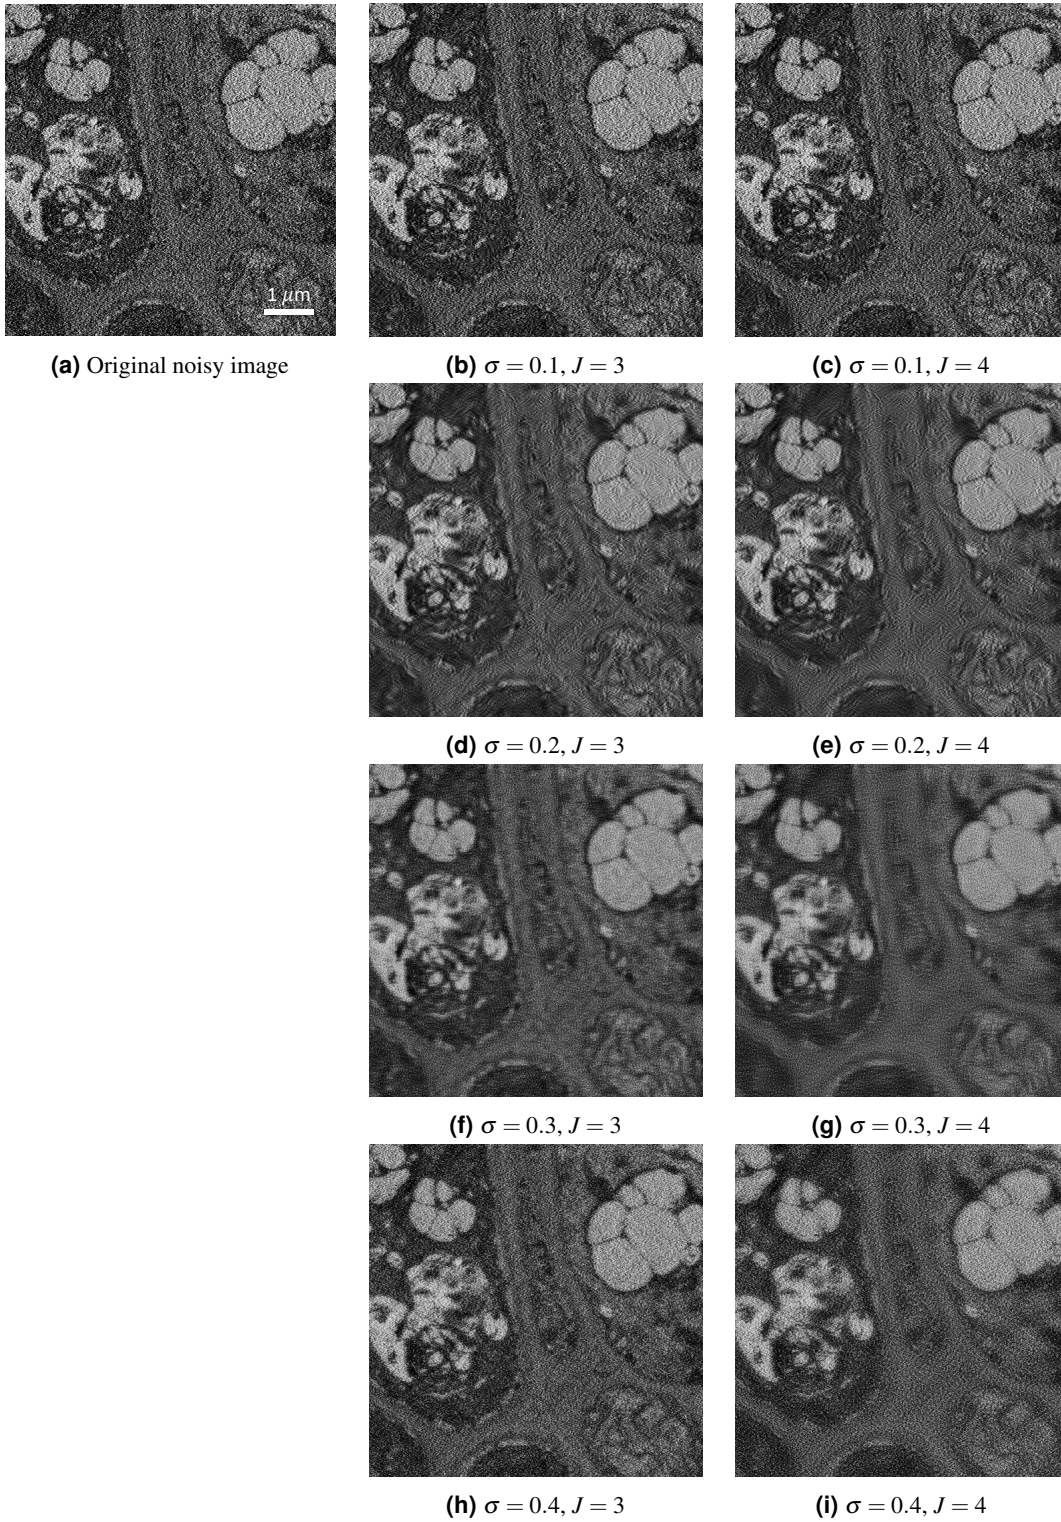 1 μm
(a) Original noisy image
(b) σ = 0.1, J = 3
(c) σ = 0.1, J = 4
(d) σ = 0.2, J = 3
(e) σ = 0.2, J = 4
(f) σ = 0.3, J = 3
(g) σ = 0.3, J = 4
(h) σ = 0.4, J = 3
(i) σ = 0.4, J = 4